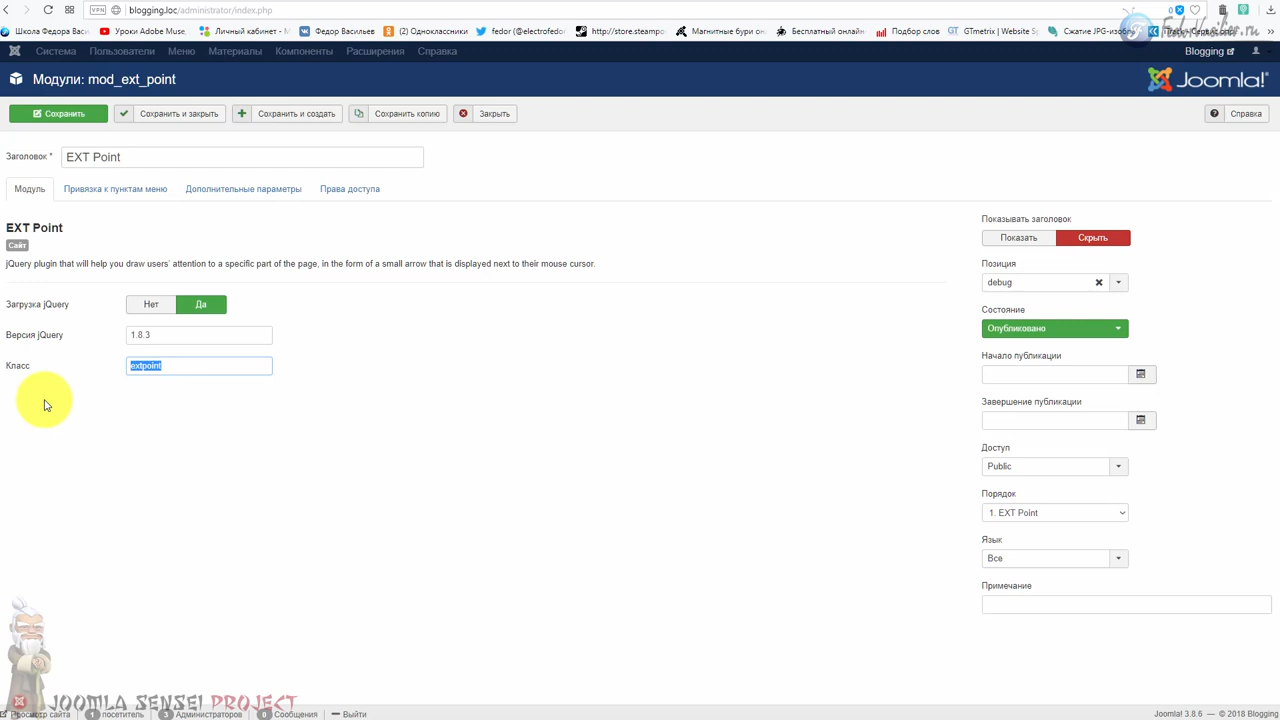 VPN blogging.loc/administrator/index.php 0
Школа Федора Васил Уроки Adobe Muse, Личный кабинет - М Федор Васильев (2) Одноклассники fedor (@electrofedo http://store.steampo Магнитные бури он Бесплатный онлайн Подбор слов GTmetrix | Website S Сжатие JPG-изобр
Система Пользователи Меню Материалы Компоненты Расширения Справка Blogging
Модули: mod_ext_point Joomla!
Сохранить Сохранить и закрыть Сохранить и создать Сохранить копию Закрыть Справка
Заголовок * EXT Point
Модуль Привязка к пунктам меню Дополнительные параметры Права доступа
EXT Point
Сайт
jQuery plugin that will help you draw users' attention to a specific part of the page, in the form of a small arrow that is displayed next to their mouse cursor.
Загрузка jQuery Нет Да
Версия jQuery 1.8.3
Класс extpoint
Показывать заголовок
Показать Скрыть
Позиция
debug
Состояние
Опубликовано
Начало публикации
Завершение публикации
Доступ
Public
Порядок
1. EXT Point
Язык
Все
Примечание
JOOMLA SENSEI PROJECT
Просмотр сайта 1 посетитель 3 Администраторов 0 Сообщения Выйти Joomla! 3.8.6 — © 2018 Blogging